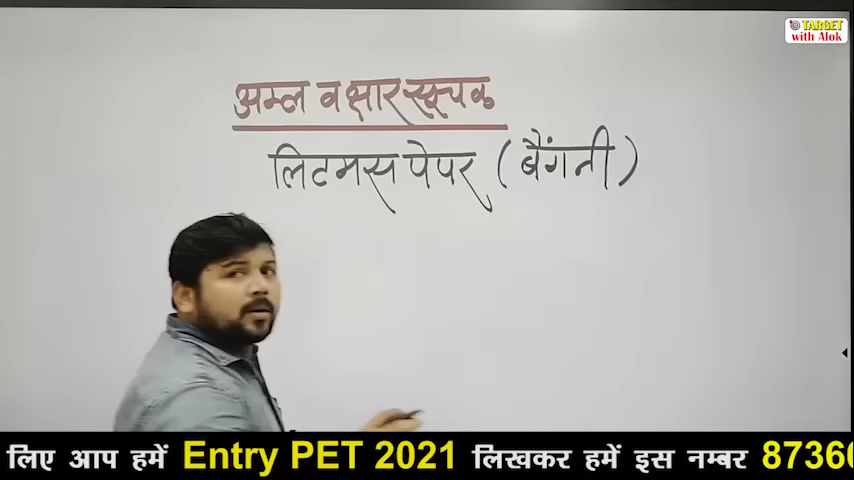 TARGET
with Alok
अम्ल व क्षार सूचक
लिटमस पेपर (बैंगनी)
लिए आप हमें Entry PET 2021 लिखकर हमें इस नम्बर 87360